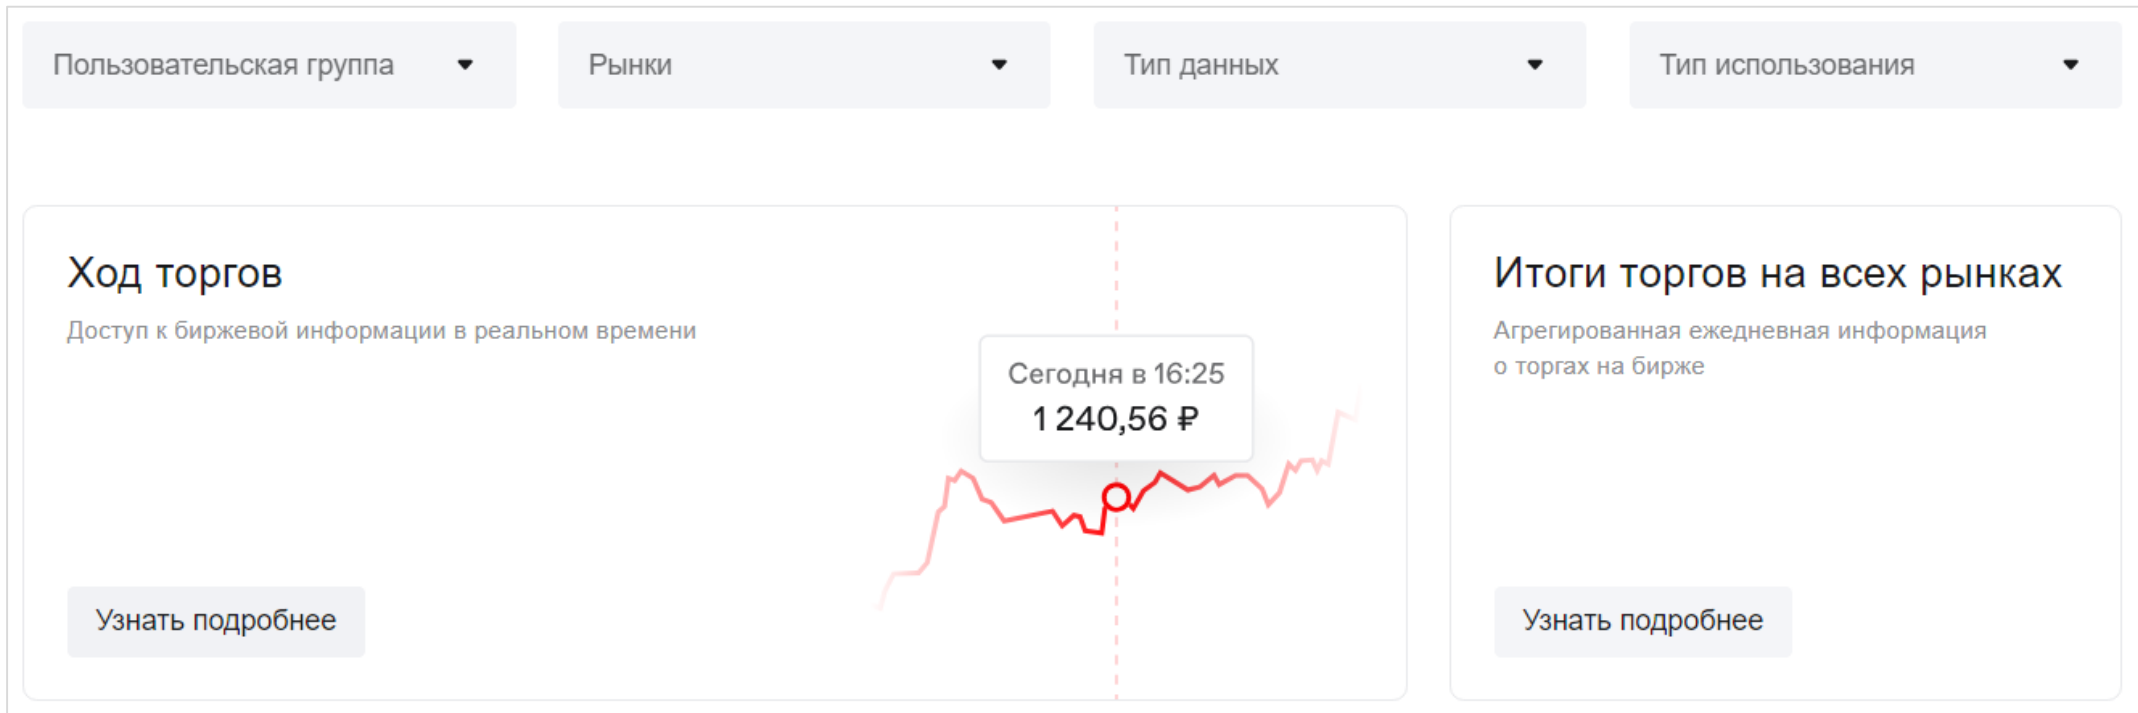 Пользовательская группа
Рынки
Тип данных
Тип использования
Ход торгов
Доступ к биржевой информации в реальном времени
Сегодня в 16:25
1 240,56 ₽
Узнать подробнее
Итоги торгов на всех рынках
Агрегированная ежедневная информация
о торгах на бирже
Узнать подробнее